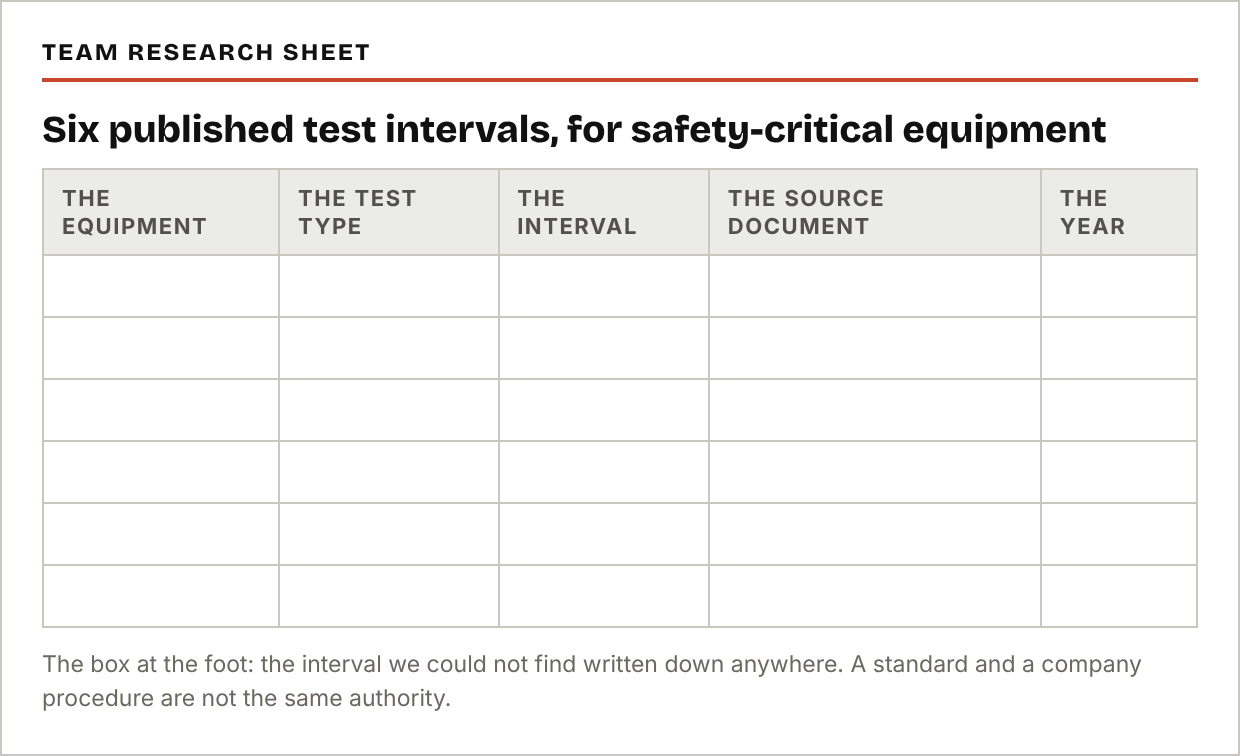 TEAM RESEARCH SHEET
Six published test intervals, for safety-critical equipment
THE EQUIPMENT
THE TEST TYPE
THE INTERVAL
THE SOURCE DOCUMENT
THE YEAR
The box at the foot: the interval we could not find written down anywhere. A standard and a company
procedure are not the same authority.